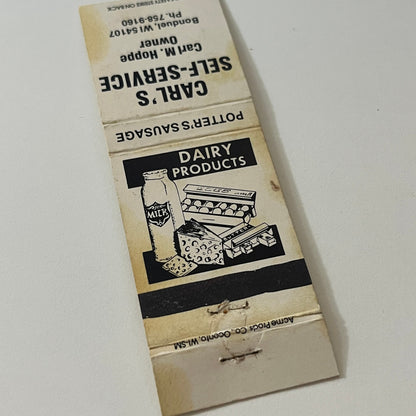 CARL'S
SELF-SERVICE
Carl M. Hoppe
Owner
Bonduel, WI 54107
Ph. 758-9160
POTTER'S SAUSAGE
DAIRY
PRODUCTS
MILK
Acme Prods Co., Oconto, WI-SM